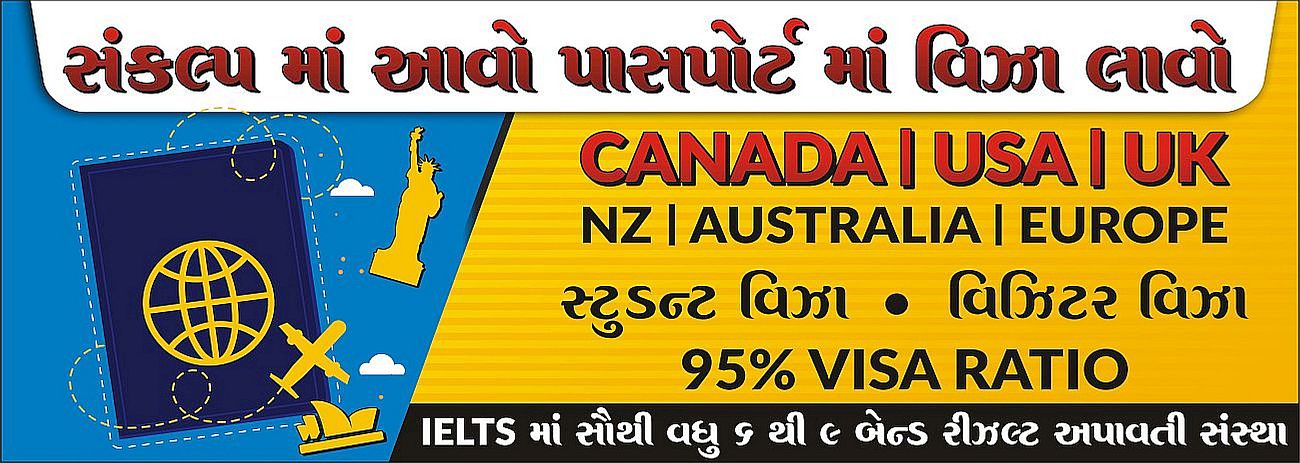 સંકલ્પ માં આવો પાસપોર્ટ માં વિઝા લાવો
CANADA | USA | UK
NZ | AUSTRALIA | EUROPE
સ્ટુડન્ટ વિઝા • વિઝિટર વિઝા
95% VISA RATIO
IELTS માં સૌથી વધુ ૬ થી ૯ બેન્ડ રીઝલ્ટ અપાવતી સંસ્થા